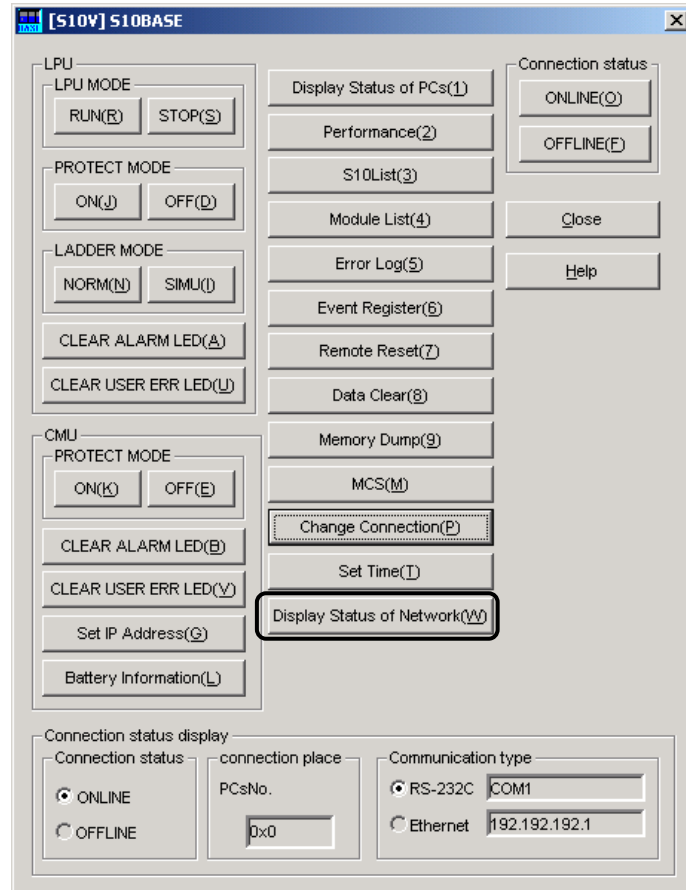 [S10V] S10BASE
LPU
LPU MODE
RUN(R) STOP(S)
PROTECT MODE
ON(J) OFF(D)
LADDER MODE
NORM(N) SIMU(I)
CLEAR ALARM LED(A)
CLEAR USER ERR LED(U)
CMU
PROTECT MODE
ON(K) OFF(E)
CLEAR ALARM LED(B)
CLEAR USER ERR LED(V)
Set IP Address(G)
Battery Information(L)
Display Status of PCs(1)
Performance(2)
S10List(3)
Module List(4)
Error Log(5)
Event Register(6)
Remote Reset(7)
Data Clear(8)
Memory Dump(9)
MCS(M)
Change Connection(P)
Set Time(T)
Display Status of Network(W)
Connection status
ONLINE(O)
OFFLINE(F)
Close
Help
Connection status display
Connection status
ONLINE
OFFLINE
connection place
PCsNo.
0x0
Communication type
RS-232C COM1
Ethernet 192.192.192.1